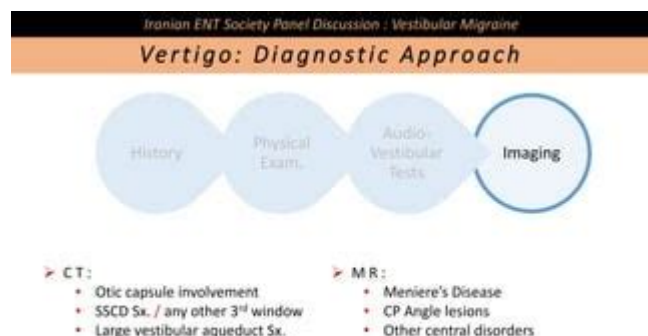 Iranian ENT Society Panel Discussion : Vestibular Migraine
Vertigo: Diagnostic Approach
History
Physical Exam.
Audio-Vestibular Tests
Imaging
➢ CT:
• Otic capsule involvement
• SSCD Sx. / any other 3rd window
• Large vestibular aqueduct Sx.
➢ MR:
• Meniere's Disease
• CP Angle lesions
• Other central disorders